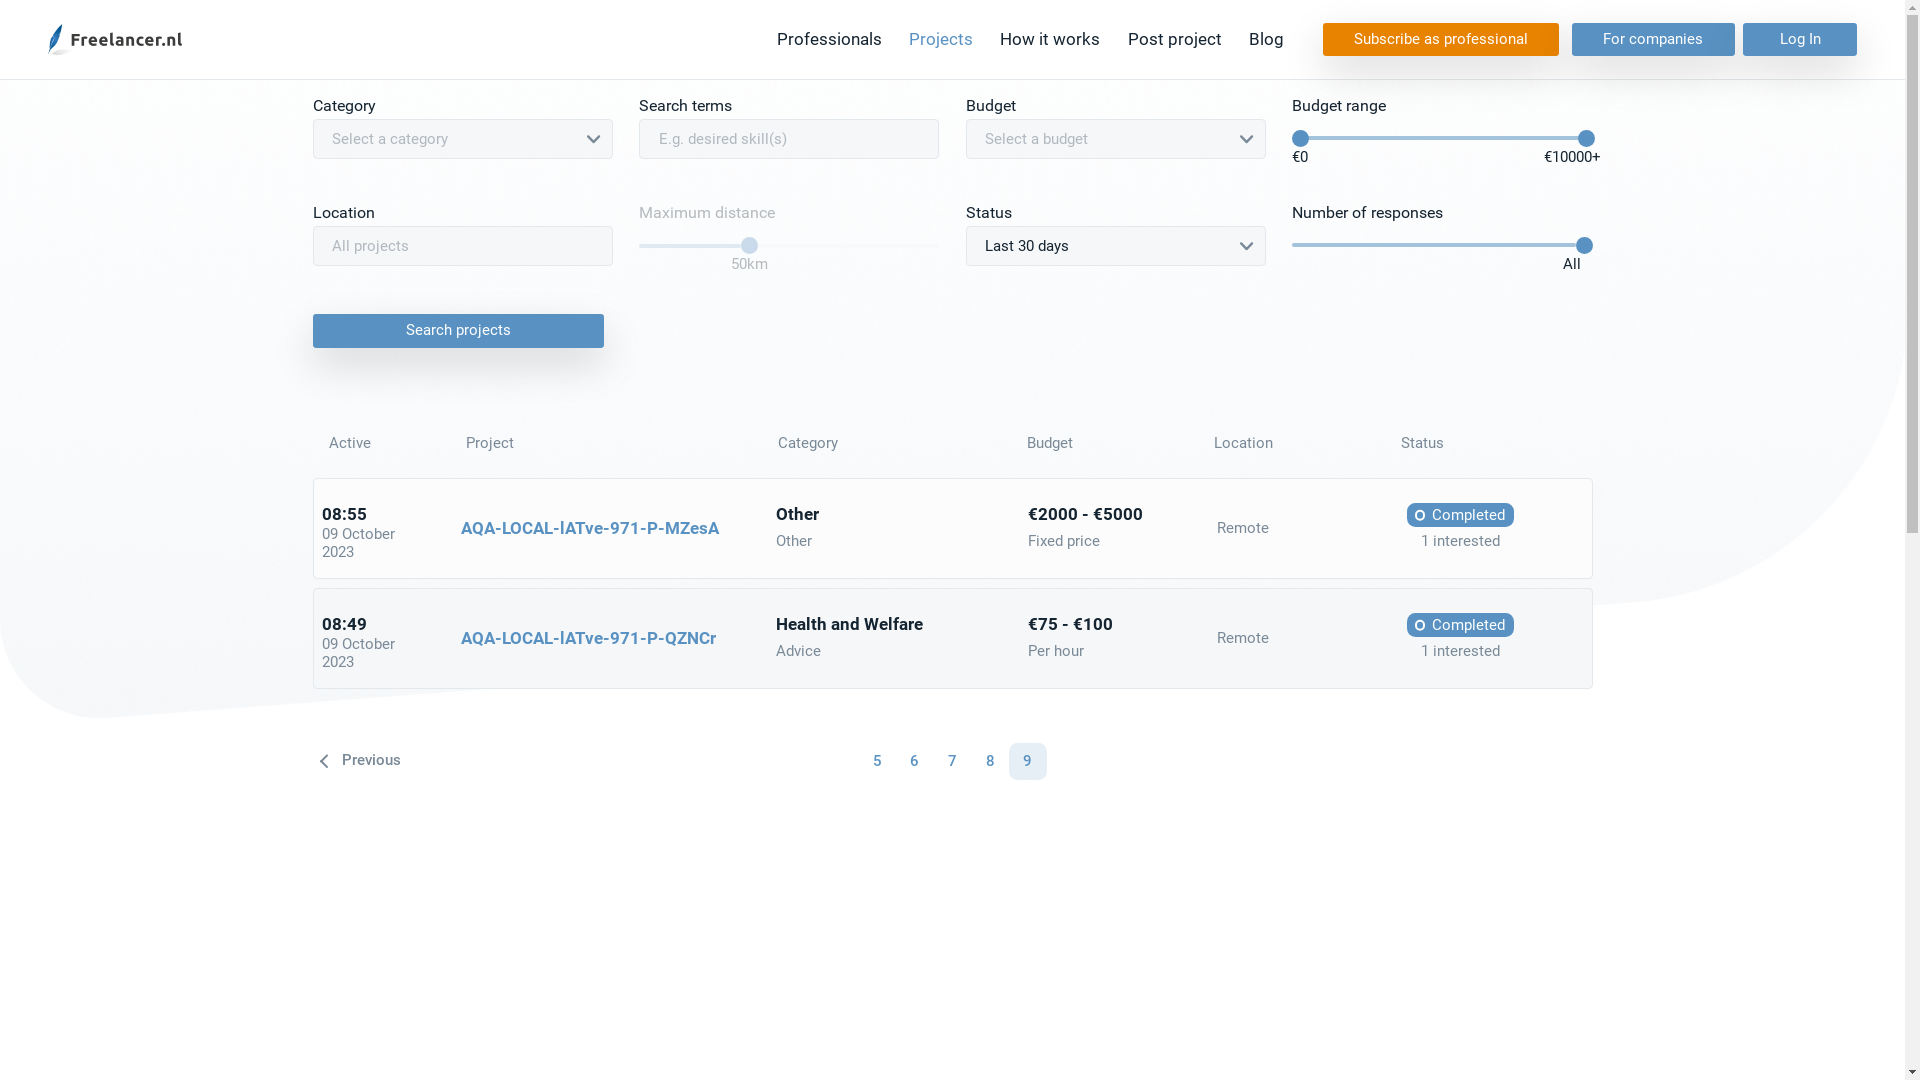 Freelancer.nl
Professionals
Projects
How it works
Post project
Blog
Subscribe as professional
For companies
Log In
Category
Search terms
Budget
Budget range
Select a category
E.g. desired skill(s)
Select a budget
€0
€10000+
Location
Maximum distance
Status
Number of responses
All projects
50km
Last 30 days
All
Search projects
Active
Project
Category
Budget
Location
Status
08:55
09 October
2023
AQA-LOCAL-lATve-971-P-MZesA
Other
Other
€2000 - €5000
Fixed price
Remote
Completed
1 interested
08:49
09 October
2023
AQA-LOCAL-lATve-971-P-QZNCr
Health and Welfare
Advice
€75 - €100
Per hour
Remote
Completed
1 interested
Previous
5
6
7
8
9